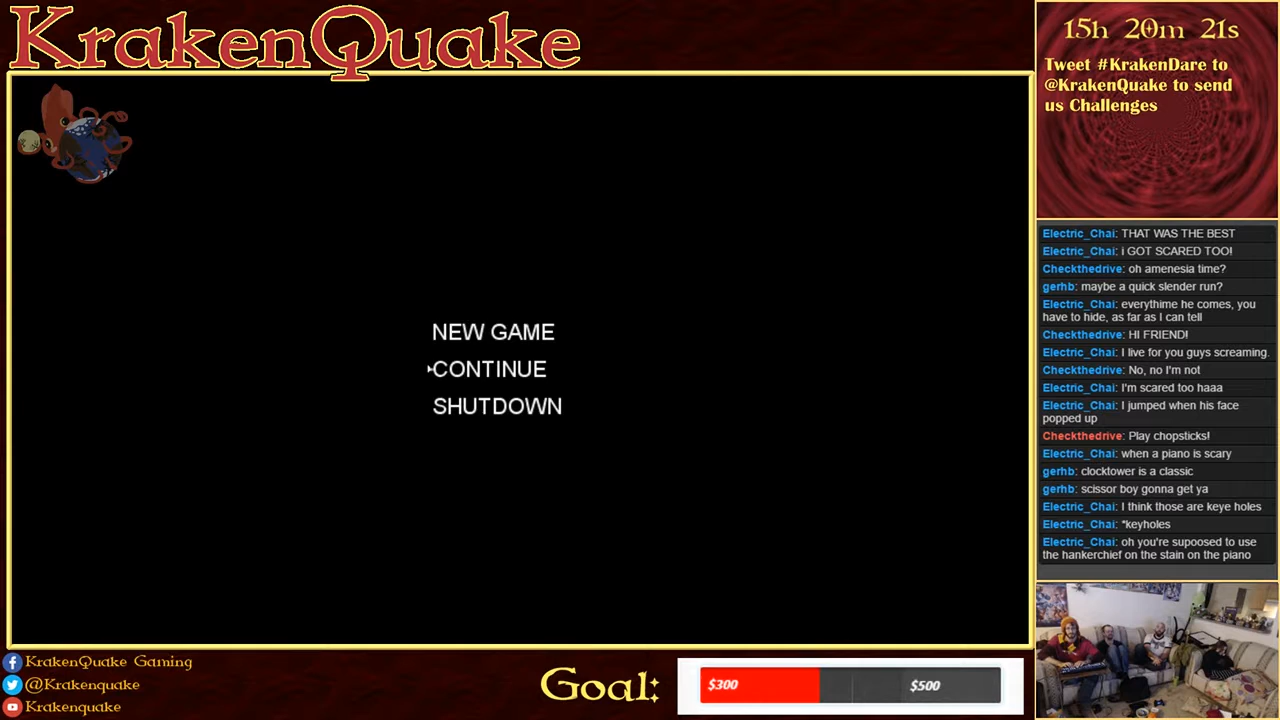 KrakenQuake
15h 20m 21s
Tweet #KrakenDare to
@KrakenQuake to send
us Challenges
NEW GAME
CONTINUE
SHUTDOWN
Electric_Chai: THAT WAS THE BEST
Electric_Chai: i GOT SCARED TOO!
Checkthedrive: oh amenesia time?
gerhb: maybe a quick slender run?
Electric_Chai: everythime he comes, you
have to hide, as far as I can tell
Checkthedrive: HI FRIEND!
Electric_Chai: I live for you guys screaming.
Checkthedrive: No, no I'm not
Electric_Chai: I'm scared too haaa
Electric_Chai: I jumped when his face
popped up
Checkthedrive: Play chopsticks!
Electric_Chai: when a piano is scary
gerhb: clocktower is a classic
gerhb: scissor boy gonna get ya
Electric_Chai: I think those are keye holes
Electric_Chai: *keyholes
Electric_Chai: oh you're supoosed to use
the hankerchief on the stain on the piano
KrakenQuake Gaming
@Krakenquake
Krakenquake
Goal:
$300
$500